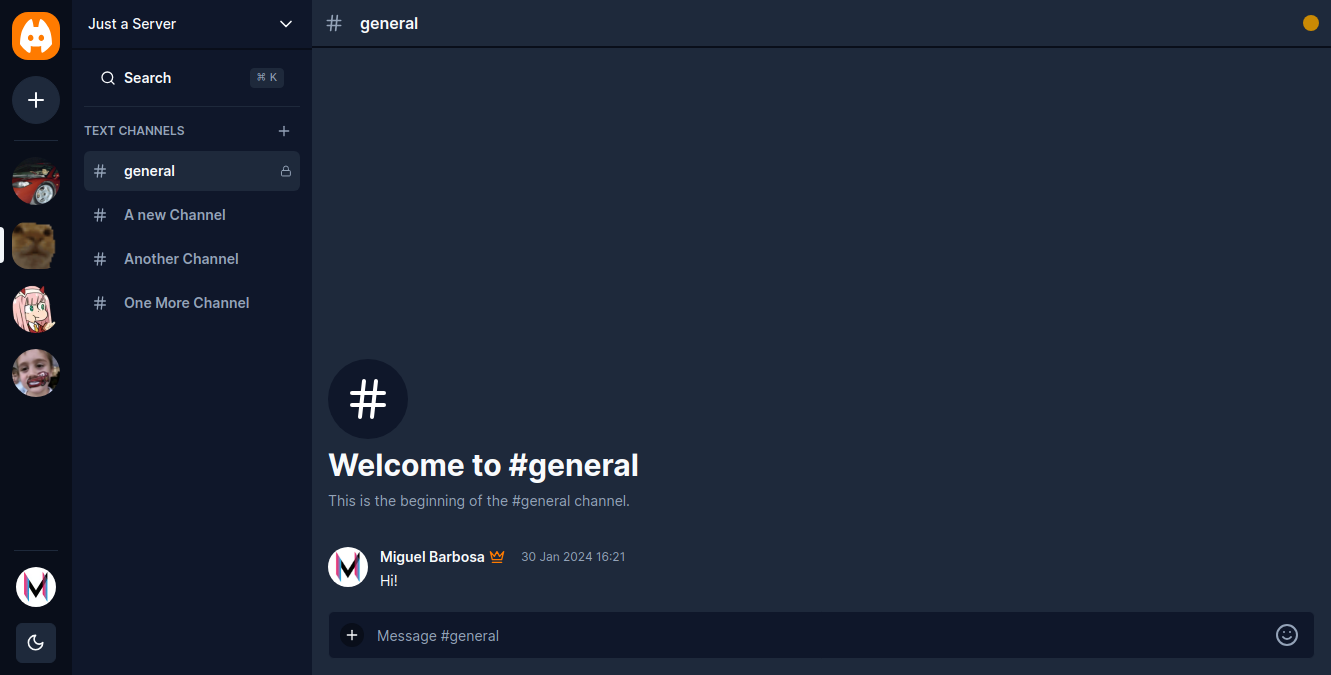 Just a Server
Search
⌘ K
TEXT CHANNELS
general
A new Channel
Another Channel
One More Channel
# general
Welcome to #general
This is the beginning of the #general channel.
Miguel Barbosa 30 Jan 2024 16:21
Hi!
Message #general